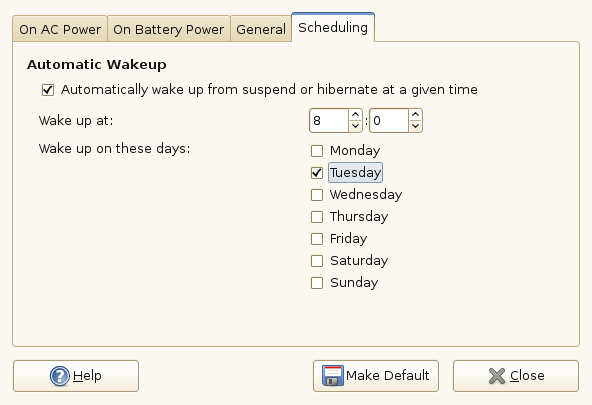 On AC Power On Battery Power General Scheduling
Automatic Wakeup
Automatically wake up from suspend or hibernate at a given time
Wake up at: 8 : 0
Wake up on these days: Monday
Tuesday
Wednesday
Thursday
Friday
Saturday
Sunday
Help Make Default Close